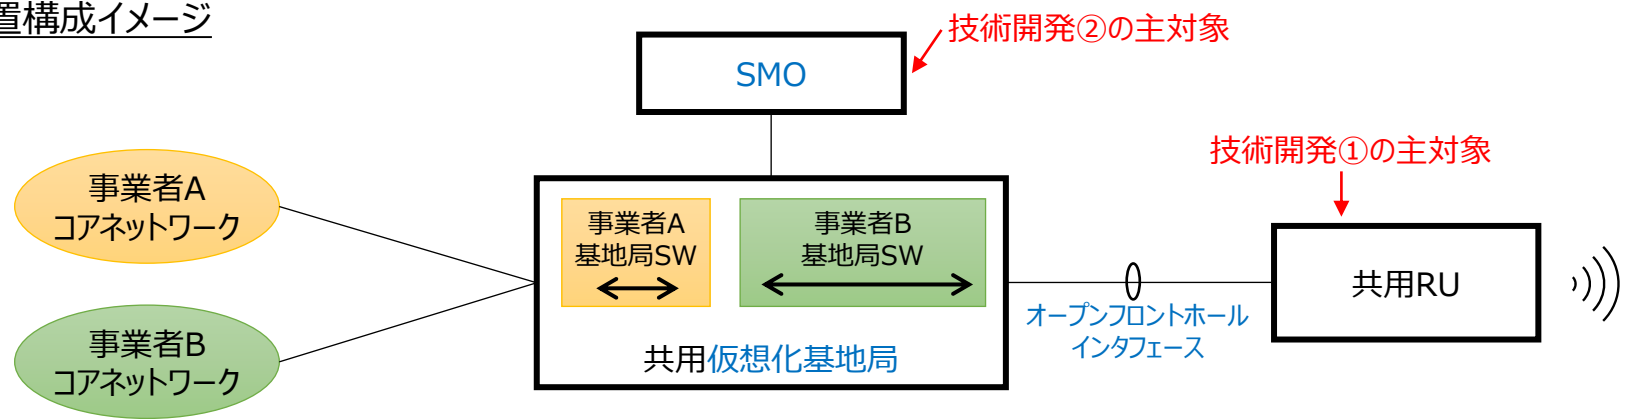 置構成イメージ
技術開発②の主対象
SMO
技術開発①の主対象
事業者A
コアネットワーク
事業者A
基地局SW
事業者B
基地局SW
共用RU
オープンフロントホール
インタフェース
事業者B
コアネットワーク
共用仮想化基地局